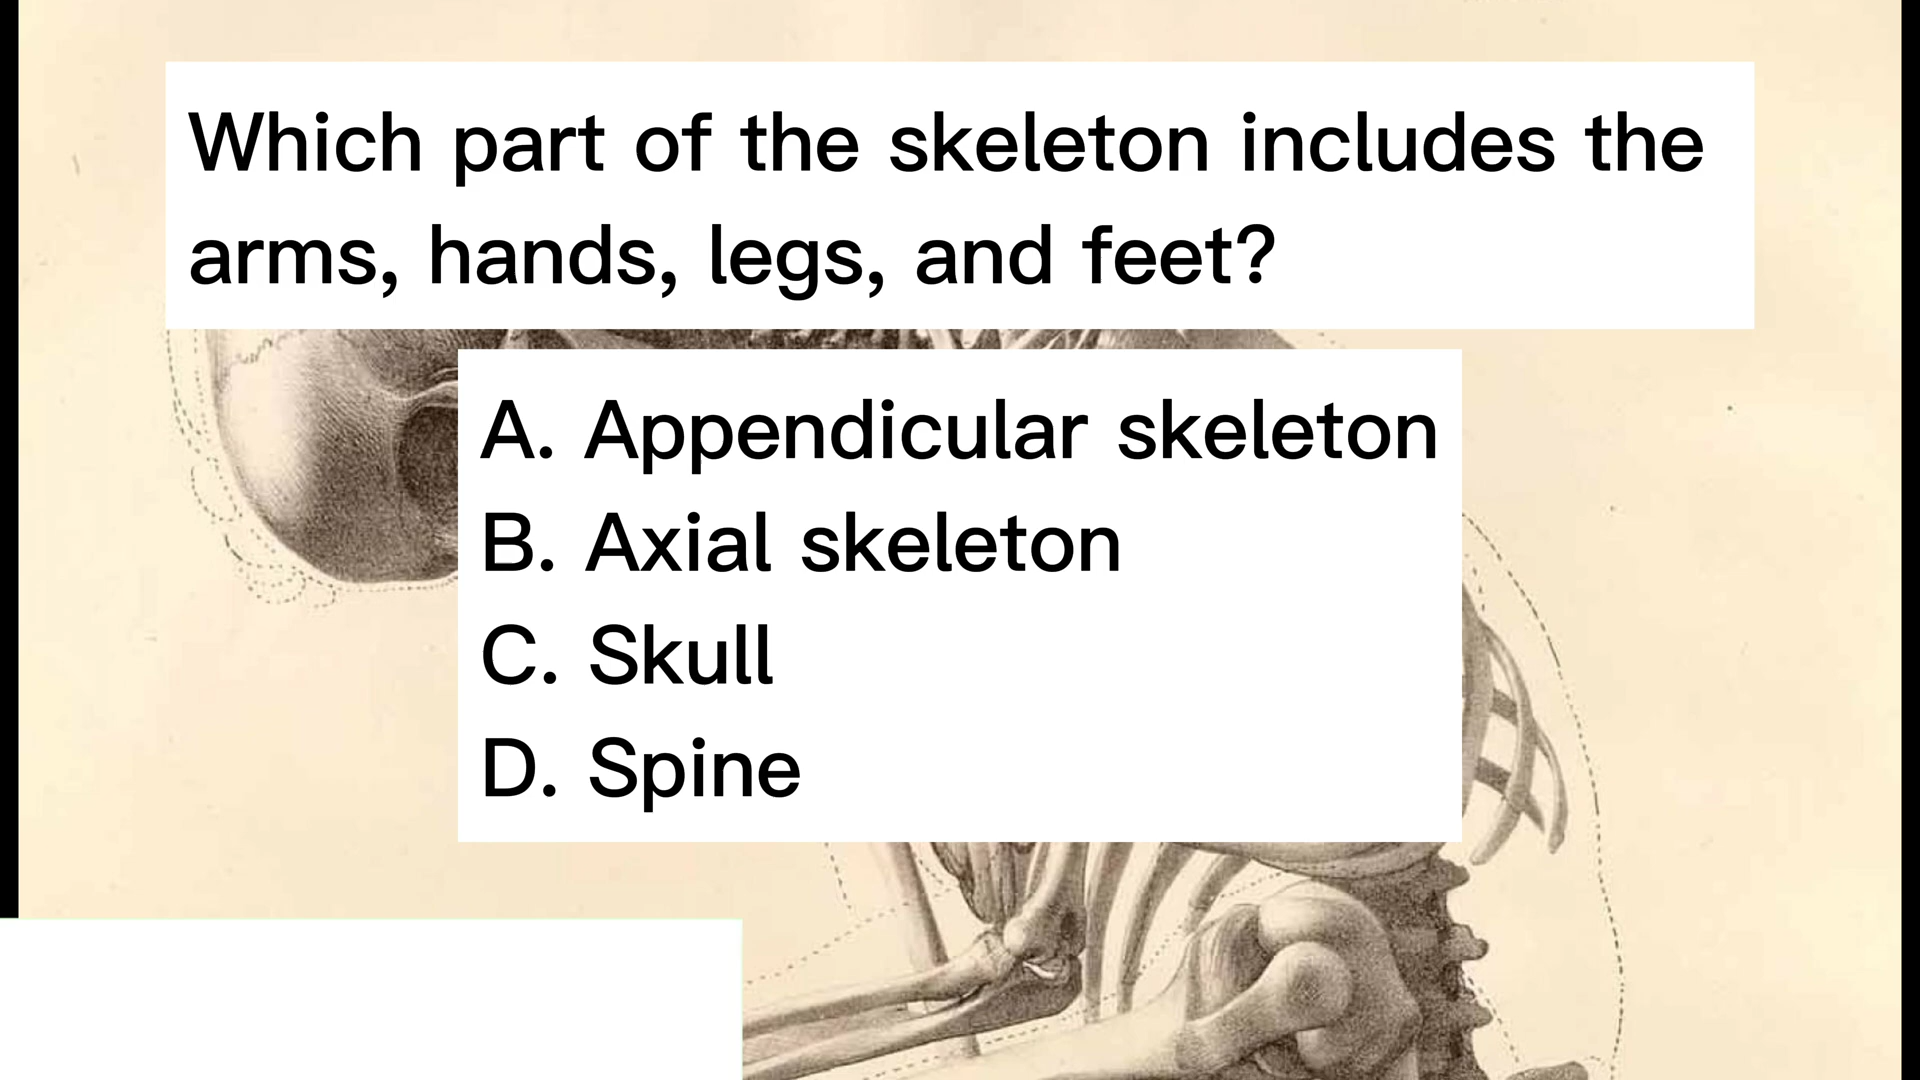 Which part of the skeleton includes the
arms, hands, legs, and feet?
A. Appendicular skeleton
B. Axial skeleton
C. Skull
D. Spine